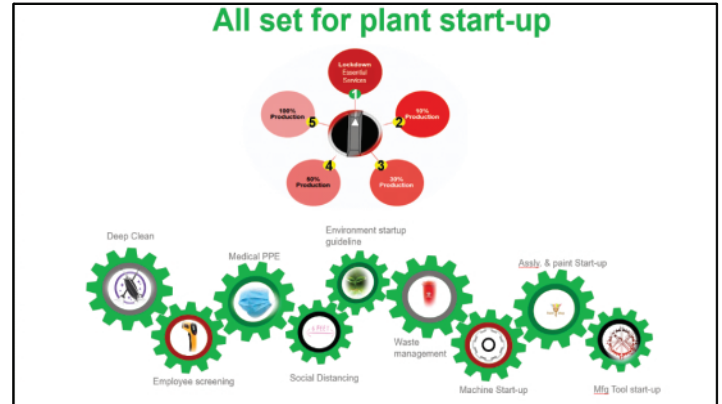 All set for plant start-up
Lockdown
Essential
Services
1
100%
Production
5
10%
Production
2
4
3
Production
Production
Deep Clean
Medical PPE
Environment startup
guideline
Assly. & paint Start-up
Employee screening
Social Distancing
Waste
management
Machine Start-up
Mfg Tool start-up